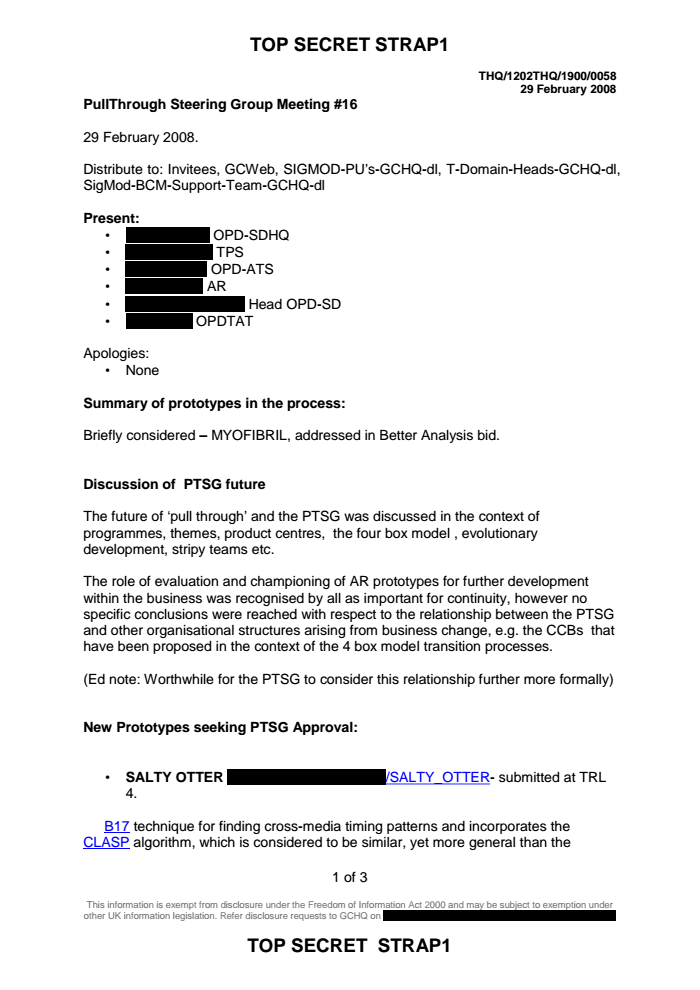 TOP SECRET STRAP1
THQ/1202THQ/1900/0058
29 February 2008
PullThrough Steering Group Meeting #16
29 February 2008.
Distribute to: Invitees, GCWeb, SIGMOD-PU's-GCHQ-dl, T-Domain-Heads-GCHQ-dl,
SigMod-BCM-Support-Team-GCHQ-dl
Present:
• OPD-SDHQ
• TPS
• OPD-ATS
• AR
• Head OPD-SD
• OPDTAT
Apologies:
• None
Summary of prototypes in the process:
Briefly considered – MYOFIBRIL, addressed in Better Analysis bid.
Discussion of PTSG future
The future of ‘pull through’ and the PTSG was discussed in the context of
programmes, themes, product centres, the four box model , evolutionary
development, stripy teams etc.
The role of evaluation and championing of AR prototypes for further development
within the business was recognised by all as important for continuity, however no
specific conclusions were reached with respect to the relationship between the PTSG
and other organisational structures arising from business change, e.g. the CCBs that
have been proposed in the context of the 4 box model transition processes.
(Ed note: Worthwhile for the PTSG to consider this relationship further more formally)
New Prototypes seeking PTSG Approval:
• SALTY OTTER /SALTY_OTTER- submitted at TRL
4.
B17 technique for finding cross-media timing patterns and incorporates the
CLASP algorithm, which is considered to be similar, yet more general than the
1 of 3
This information is exempt from disclosure under the Freedom of Information Act 2000 and may be subject to exemption under
other UK information legislation. Refer disclosure requests to GCHQ on
TOP SECRET STRAP1